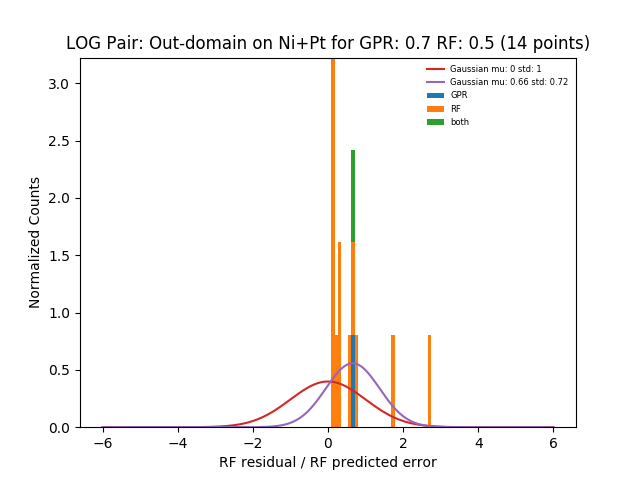 LOG Pair: Out-domain on Ni+Pt for GPR: 0.7 RF: 0.5 (14 points)
Gaussian mu: 0 std: 1
Gaussian mu: 0.66 std: 0.72
GPR
RF
both
Normalized Counts
3.0
2.5
2.0
1.5
1.0
0.5
0.0
−6 −4 −2 0 2 4 6
RF residual / RF predicted error